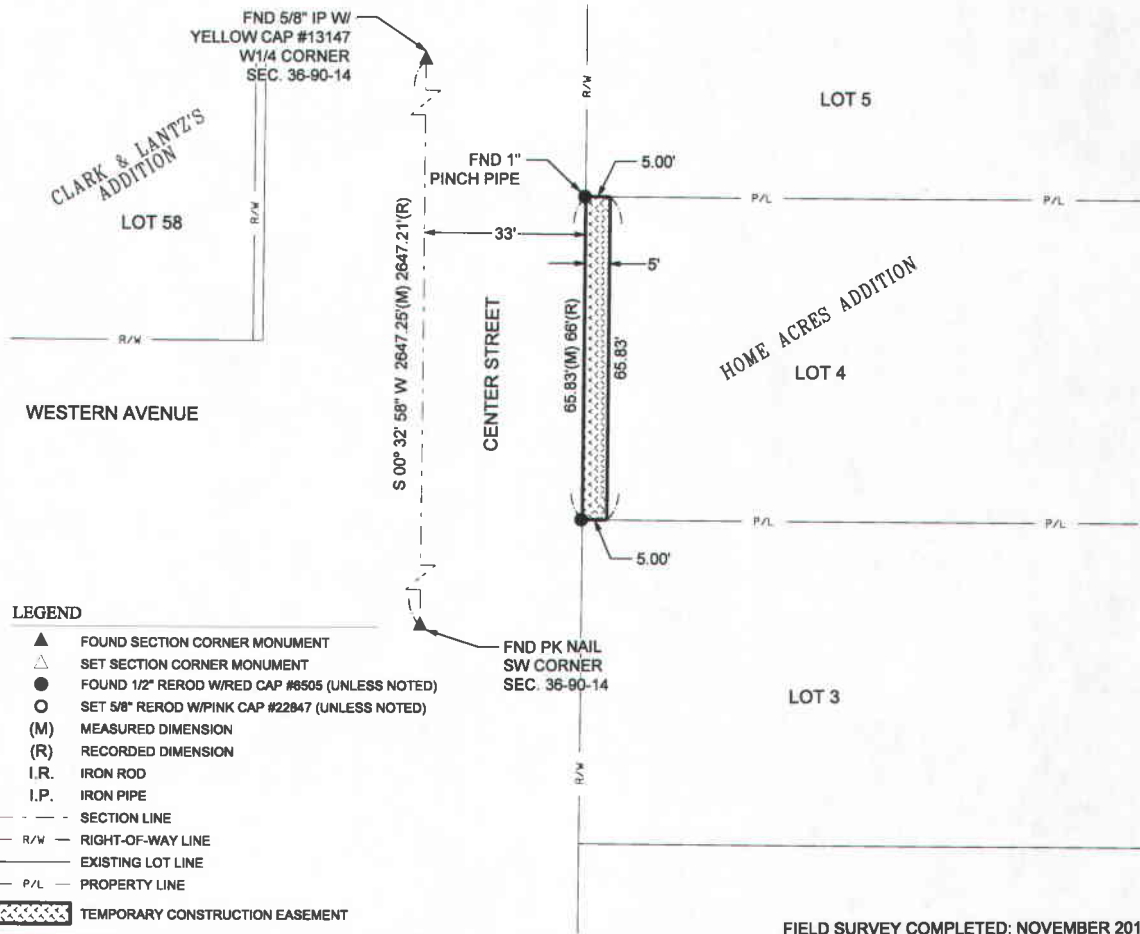 FND 5/8" IP W/
YELLOW CAP #13147
W1/4 CORNER
SEC. 36-90-14
CLARK & LANTZ'S
ADDITION
LOT 58
R/W
R/W
WESTERN AVENUE
S 00° 32' 58" W 2647.25'(M) 2647.21'(R)
CENTER STREET
33'
R/W
FND 1"
PINCH PIPE
5.00'
5'
65.83'(M) 66'(R)
65.83'
5.00'
LOT 5
P/L
P/L
HOME ACRES ADDITION
LOT 4
P/L
P/L
FND PK NAIL
SW CORNER
SEC. 36-90-14
LOT 3
R/W
LEGEND
FOUND SECTION CORNER MONUMENT
SET SECTION CORNER MONUMENT
FOUND 1/2" REROD W/RED CAP #6505 (UNLESS NOTED)
SET 5/8" REROD W/PINK CAP #22847 (UNLESS NOTED)
(M) MEASURED DIMENSION
(R) RECORDED DIMENSION
I.R. IRON ROD
I.P. IRON PIPE
SECTION LINE
R/W RIGHT-OF-WAY LINE
EXISTING LOT LINE
P/L PROPERTY LINE
TEMPORARY CONSTRUCTION EASEMENT
FIELD SURVEY COMPLETED: NOVEMBER 201